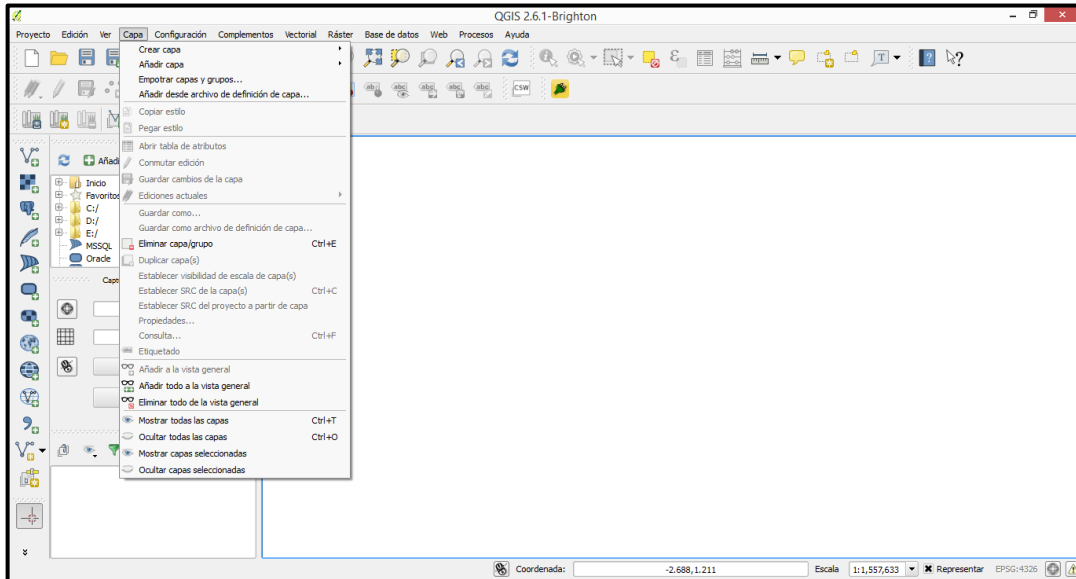 QGIS 2.6.1-Brighton
Proyecto Edición Ver Capa Configuración Complementos Vectorial Ráster Base de datos Web Procesos Ayuda
Crear capa
Añadir capa
Empotrar capas y grupos...
Añadir desde archivo de definición de capa...
Copiar estilo
Pegar estilo
Abrir tabla de atributos
Conmutar edición
Guardar cambios de la capa
Ediciones actuales
Guardar como...
Guardar como archivo de definición de capa...
Eliminar capa/grupo Ctrl+E
Duplicar capa(s)
Establecer visibilidad de escala de capa(s)
Establecer SRC de la capa(s) Ctrl+C
Establecer SRC del proyecto a partir de capa
Propiedades...
Consulta... Ctrl+F
Etiquetado
Añadir a la vista general
Añadir todo a la vista general
Eliminar todo de la vista general
Mostrar todas las capas Ctrl+T
Ocultar todas las capas Ctrl+O
Mostrar capas seleccionadas
Ocultar capas seleccionadas
abc abc abc abc CSW
Añadi
Inicio
Favoritos
C:/
D:/
E:/
MSSQL
Oracle
Capt
Coordenada: -2.688,1.211 Escala 1:1,557,633 Representar EPSG:4326